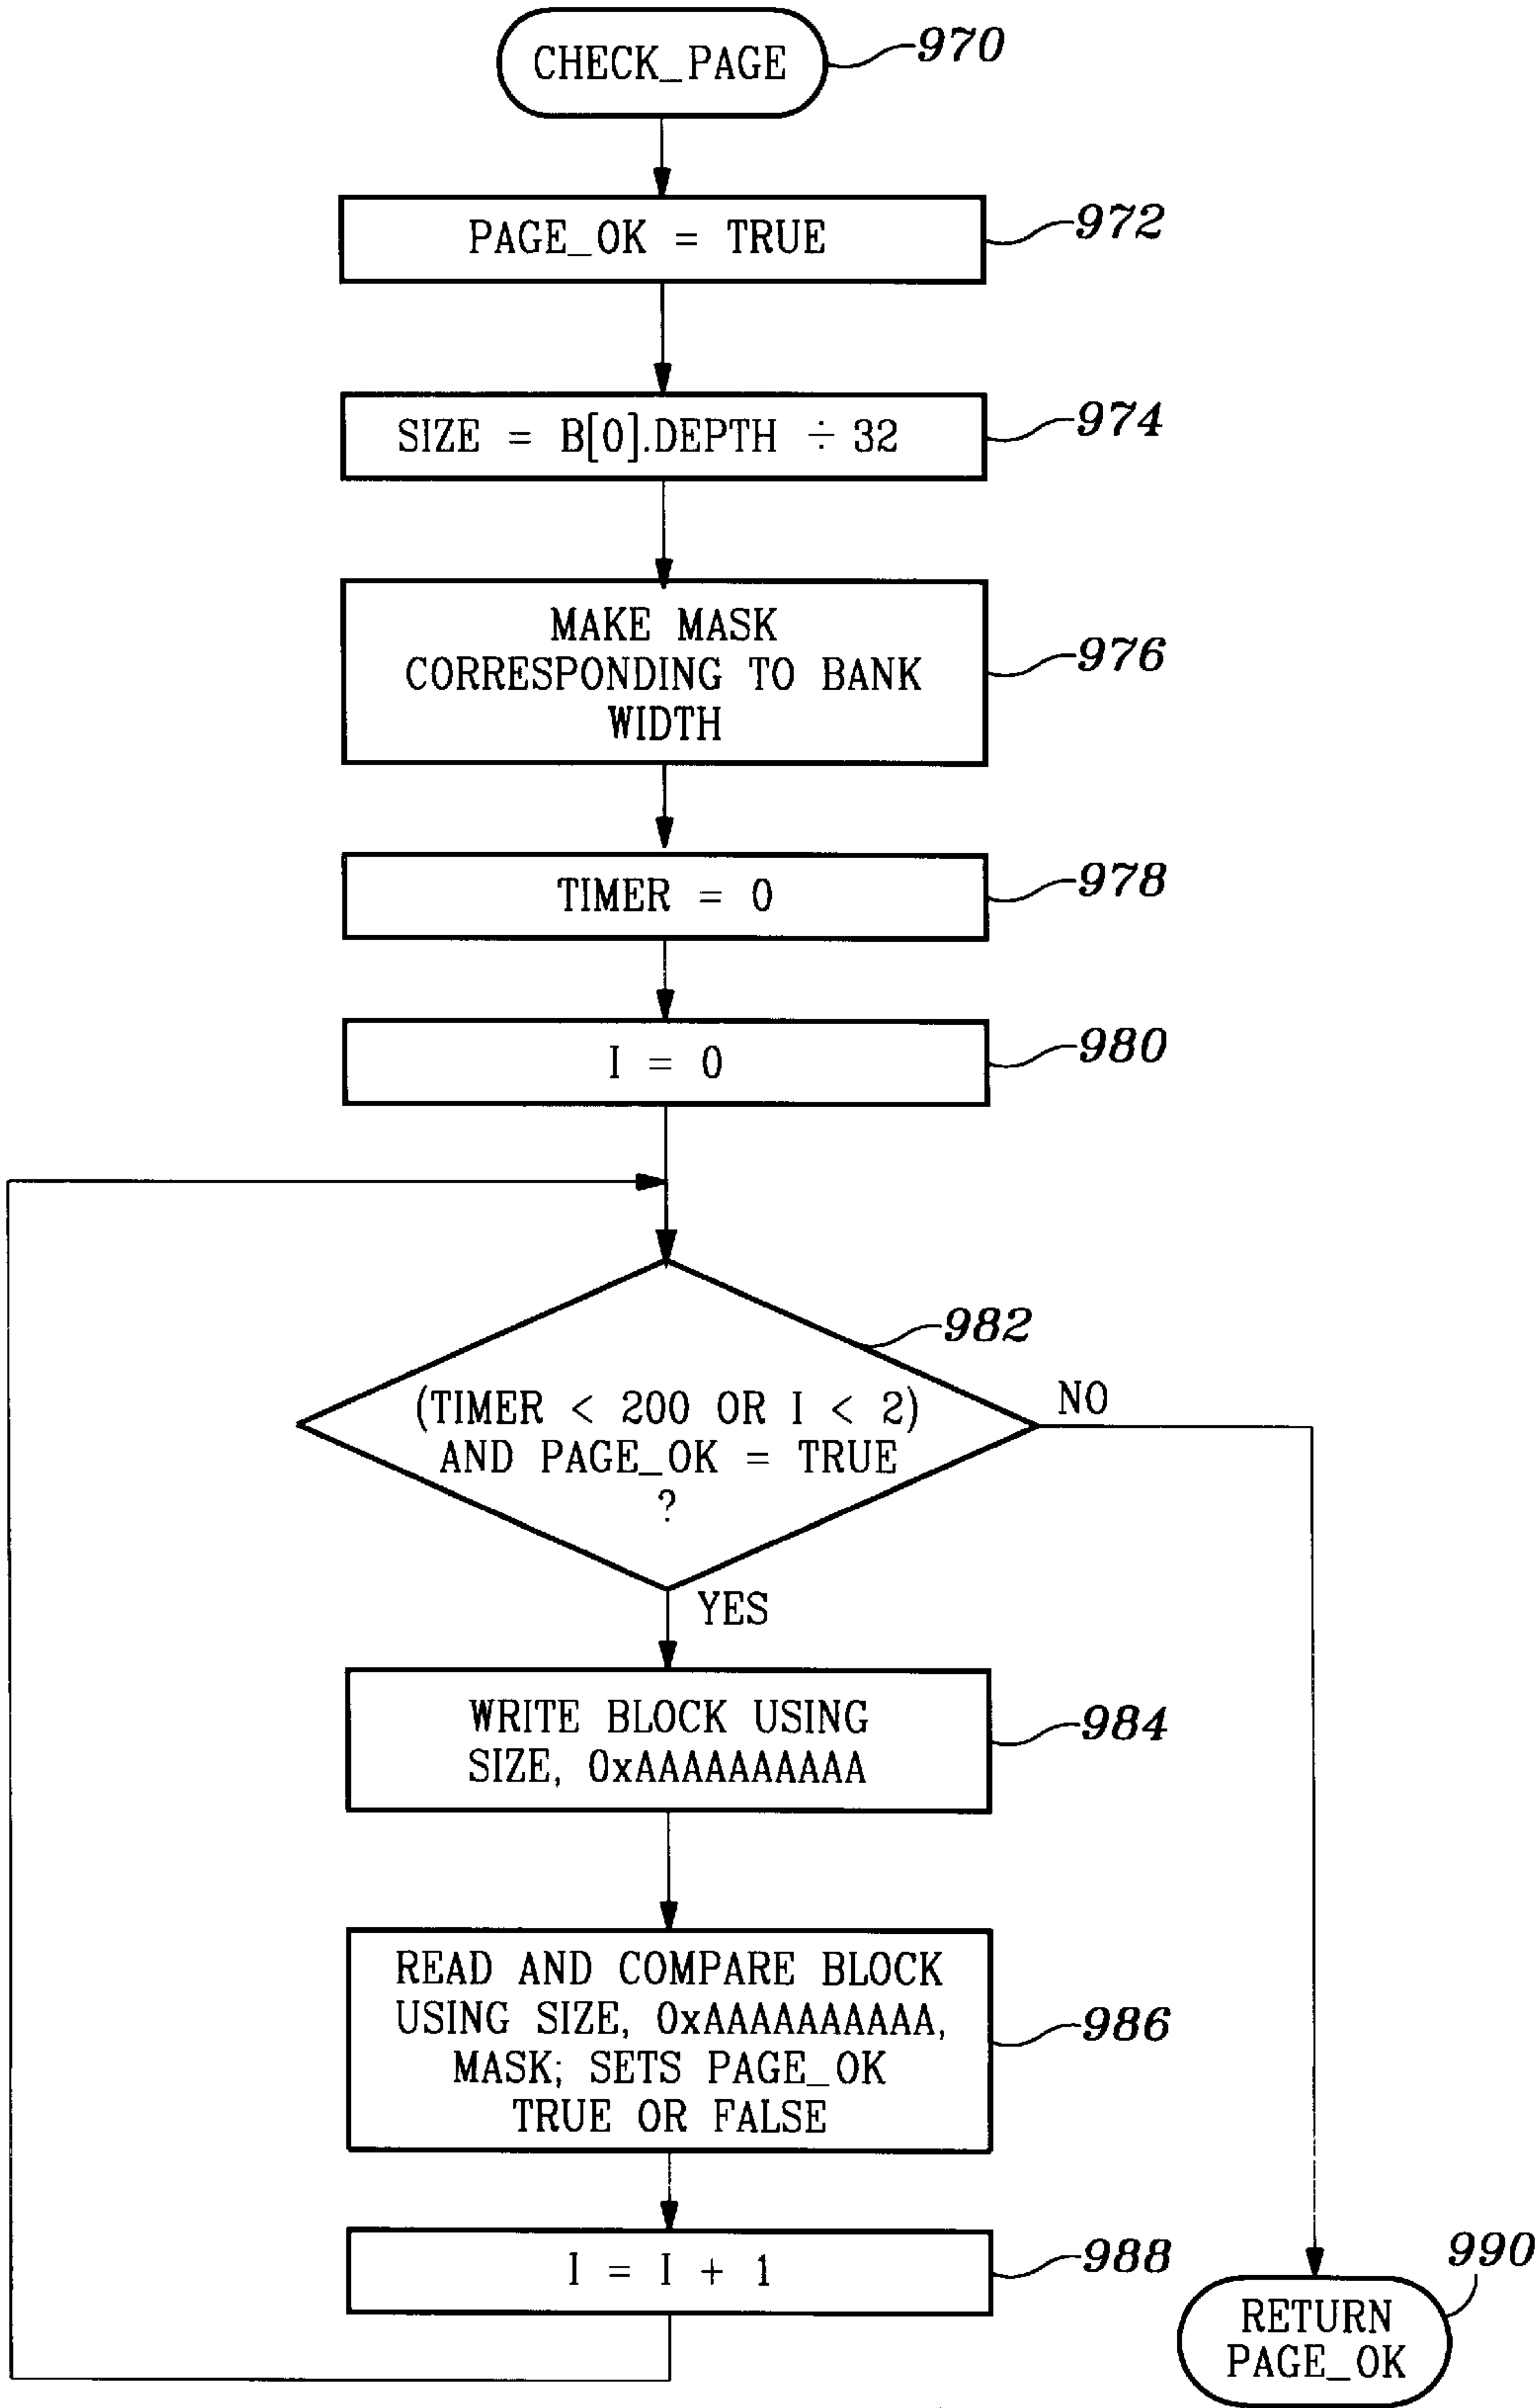 CHECK_PAGE
970
PAGE_OK = TRUE
972
SIZE = B[0].DEPTH ÷ 32
974
MAKE MASK
CORRESPONDING TO BANK
WIDTH
976
TIMER = 0
978
I = 0
980
982
(TIMER < 200 OR I < 2)
AND PAGE_OK = TRUE
?
NO
YES
WRITE BLOCK USING
SIZE, 0xAAAAAAAAAA
984
READ AND COMPARE BLOCK
USING SIZE, 0xAAAAAAAAAA,
MASK; SETS PAGE_OK
TRUE OR FALSE
986
I = I + 1
988
990
RETURN
PAGE_OK